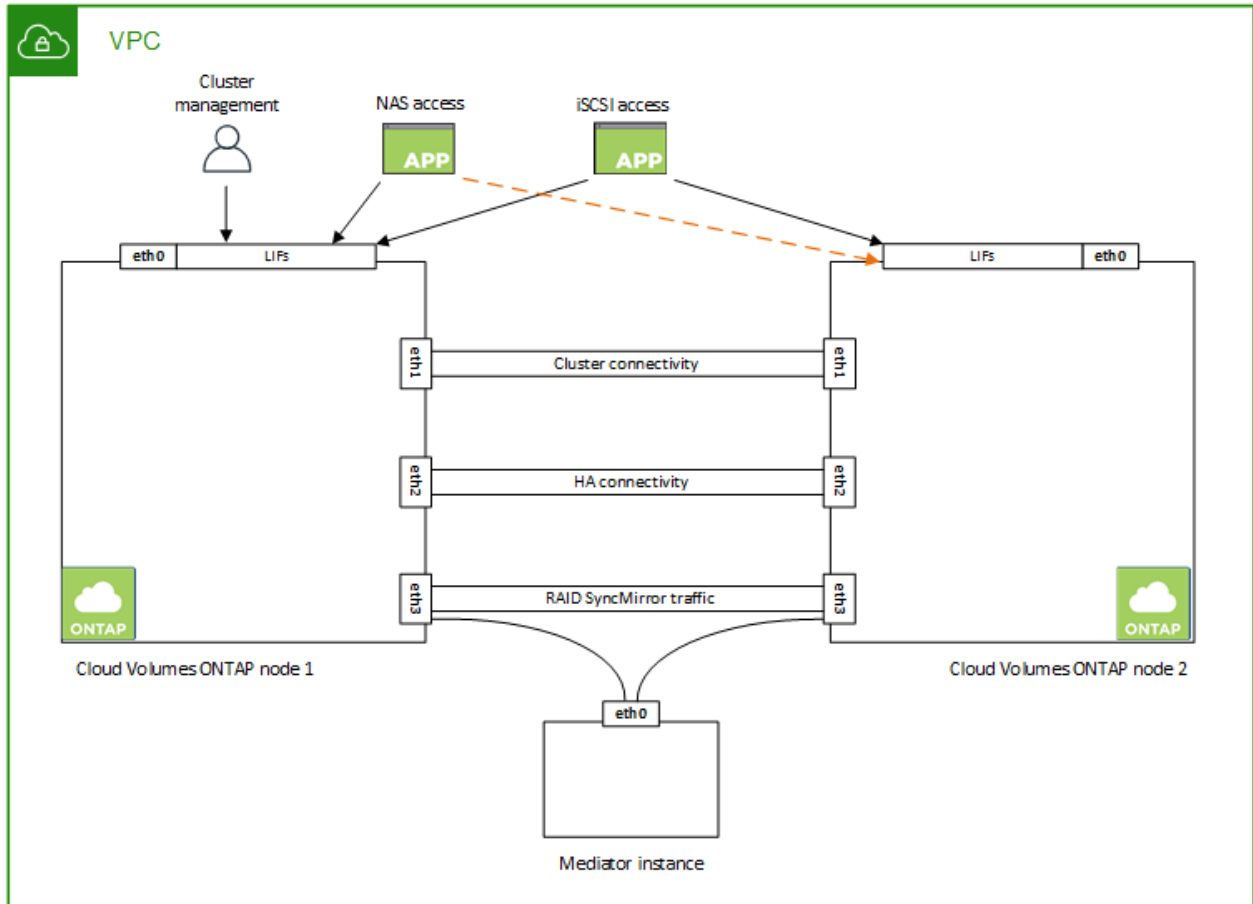 VPC
Cluster
management
NAS access
iSCSI access
APP
APP
eth0
LIFs
LIFs
eth0
eth1
Cluster connectivity
eth1
eth2
HA connectivity
eth2
eth3
RAID SyncMirror traffic
eth3
ONTAP
ONTAP
Cloud Volumes ONTAP node 1
Cloud Volumes ONTAP node 2
eth0
Mediator instance